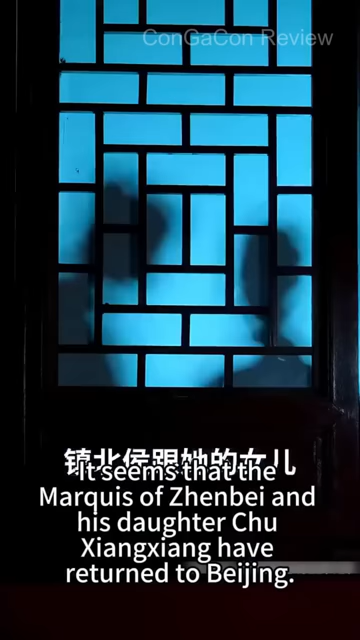 ConGaCon Review
镇北侯跟她的女儿
It seems that the
Marquis of Zhenbei and
his daughter Chu
Xiangxiang have
returned to Beijing.